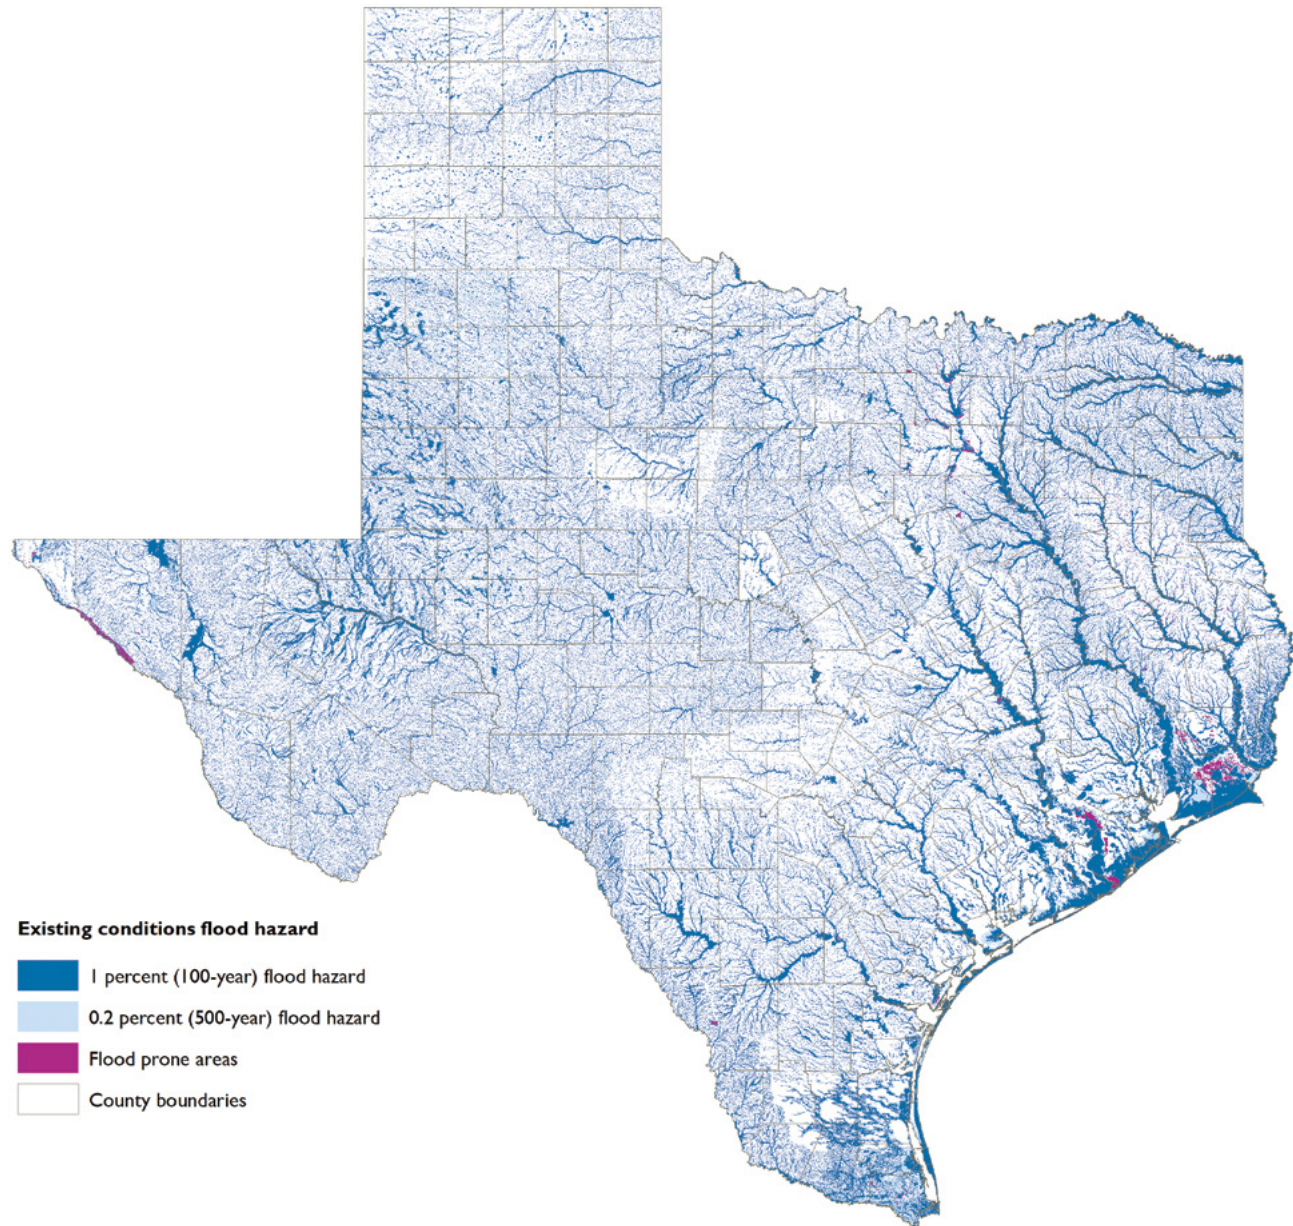 Existing conditions flood hazard
1 percent (100-year) flood hazard
0.2 percent (500-year) flood hazard
Flood prone areas
County boundaries